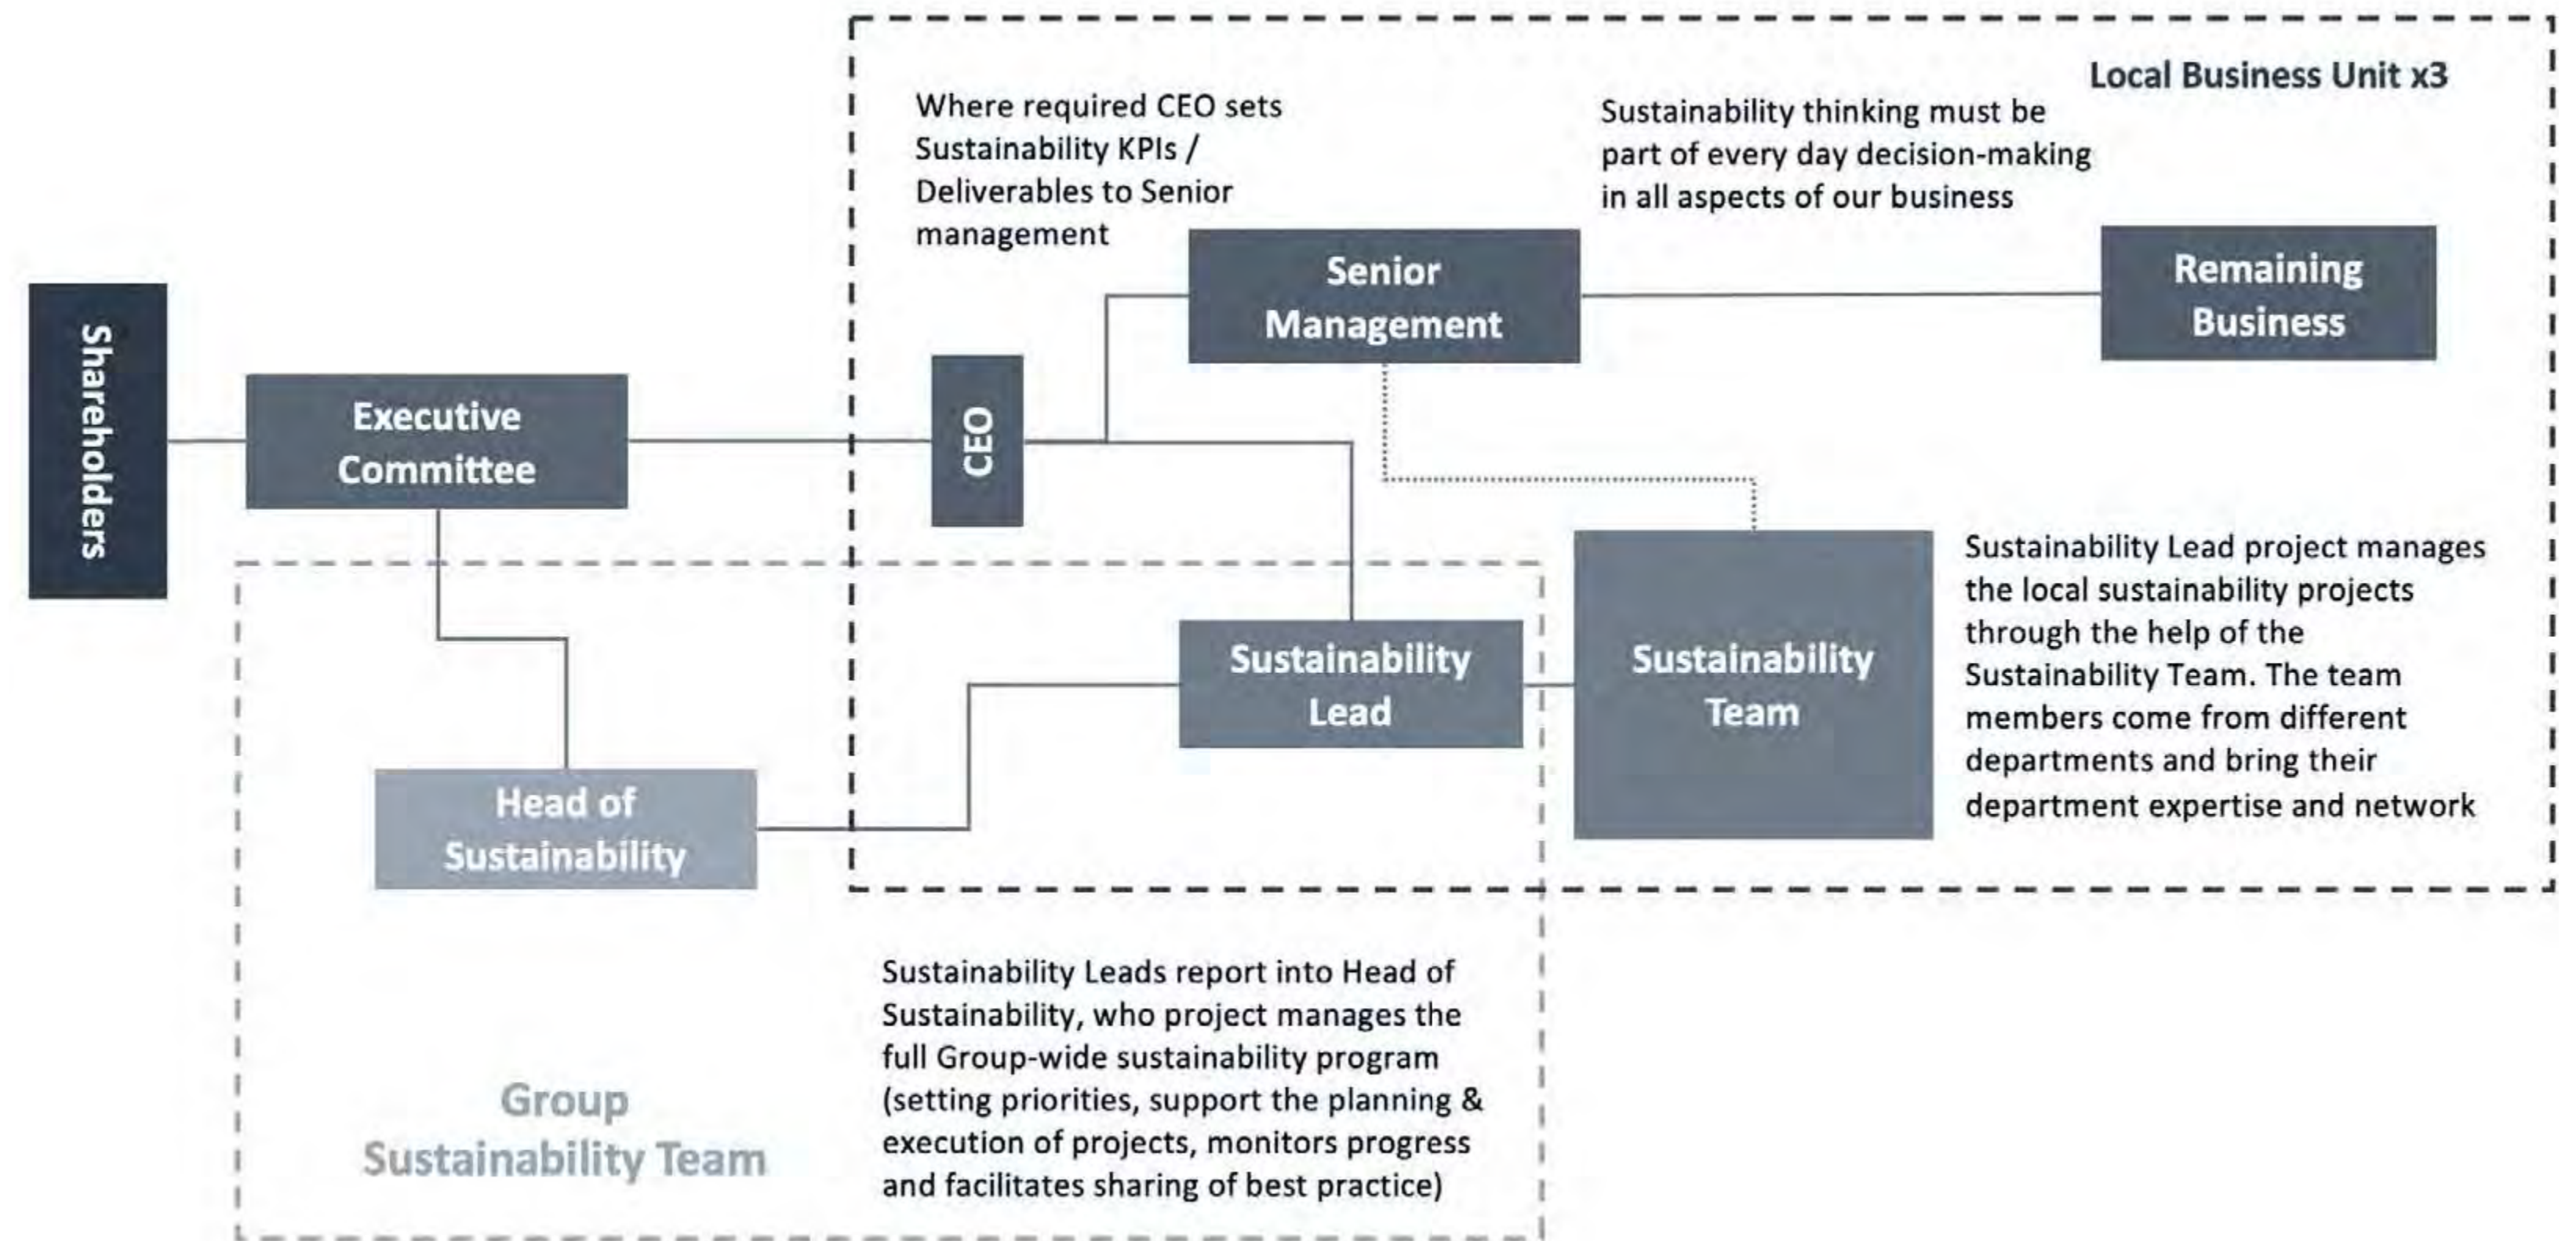 Local Business Unit x3
Where required CEO sets
Sustainability KPIs /
Deliverables to Senior
management
Sustainability thinking must be
part of every day decision-making
in all aspects of our business
Senior
Management
Remaining
Business
Shareholders
Executive
Committee
CEO
Sustainability
Lead
Sustainability
Team
Sustainability Lead project manages
the local sustainability projects
through the help of the
Sustainability Team. The team
members come from different
departments and bring their
department expertise and network
Head of
Sustainability
Group
Sustainability Team
Sustainability Leads report into Head of
Sustainability, who project manages the
full Group-wide sustainability program
(setting priorities, support the planning &
execution of projects, monitors progress
and facilitates sharing of best practice)